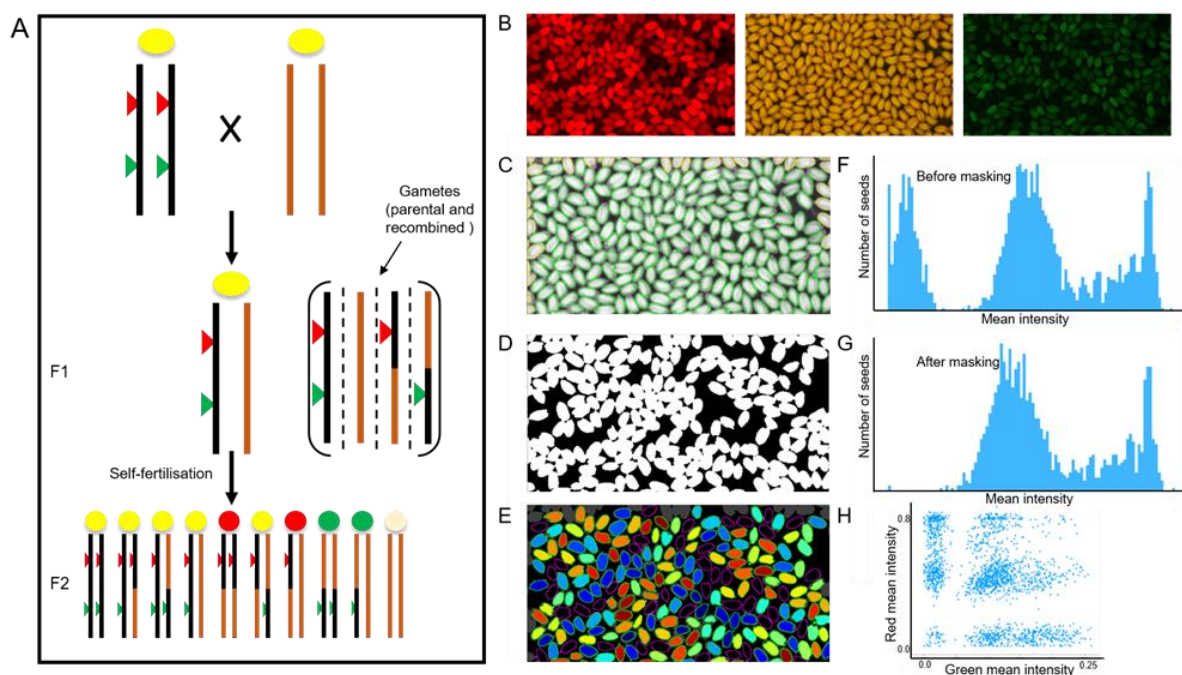 A
X
Gametes
(parental and
recombined )
F1
Self-fertilisation
F2
B
C
D
E
F
Before masking
Number of seeds
Mean intensity
G
After masking
Number of seeds
Mean intensity
H
Red mean intensity
0.8
0.0
0.0
0.25
Green mean intensity